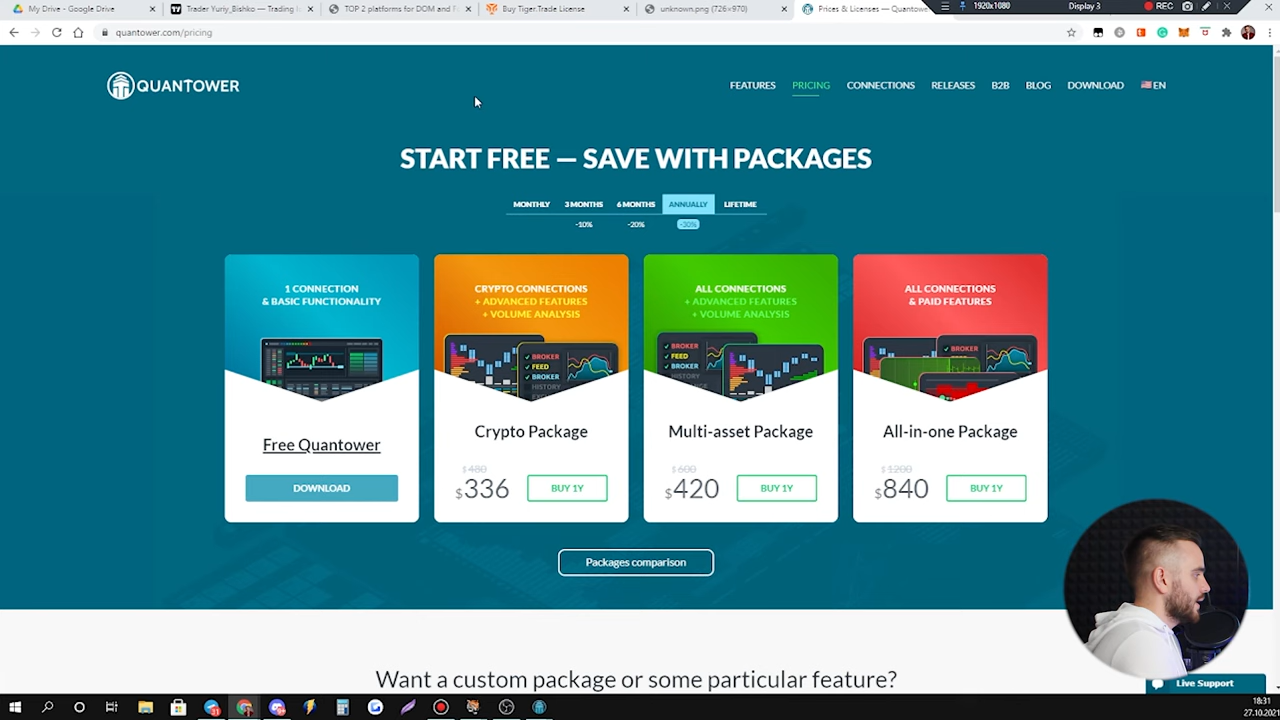 My Drive - Google Drive
Trader Yuriy_Bishko — Trading
TOP 2 platforms for DOM and F
Buy Tiger.Trade License
unknown.png (726×970)
Prices & Licenses — Quantowe
1920x1080
Display 3
REC
quantower.com/pricing
QUANTOWER
FEATURES
PRICING
CONNECTIONS
RELEASES
B2B
BLOG
DOWNLOAD
EN
START FREE — SAVE WITH PACKAGES
MONTHLY
3 MONTHS
6 MONTHS
ANNUALLY
LIFETIME
-10%
-20%
-30%
1 CONNECTION
& BASIC FUNCTIONALITY
Free Quantower
DOWNLOAD
CRYPTO CONNECTIONS
+ ADVANCED FEATURES
+ VOLUME ANALYSIS
BROKER
FEED
BROKER
HISTORY
Crypto Package
$480
$336
BUY 1Y
ALL CONNECTIONS
+ ADVANCED FEATURES
+ VOLUME ANALYSIS
BROKER
FEED
BROKER
Multi-asset Package
$600
$420
BUY 1Y
ALL CONNECTIONS
& PAID FEATURES
BROKER
All-in-one Package
$1200
$840
BUY 1Y
Packages comparison
Want a custom package or some particular feature?
Live Support
18:31
27.10.2021